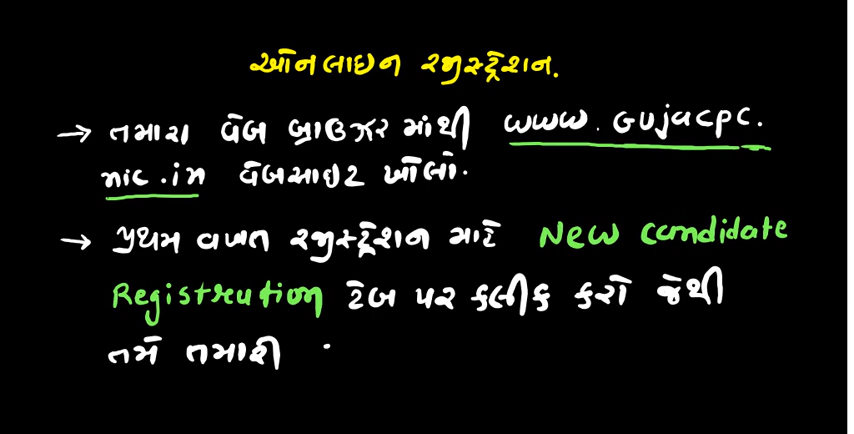 ઓનલાઇન રજીસ્ટ્રેશન.
→ તમારા વેબ બ્રાઉઝર માંથી www.Gujacpc.
nic.in વેબસાઇટ ખોલો.
→ પ્રથમ વખત રજીસ્ટ્રેશન માટે New Candidate
Registration ટેબ પર કલીક કરો જેથી
તમે તમારી